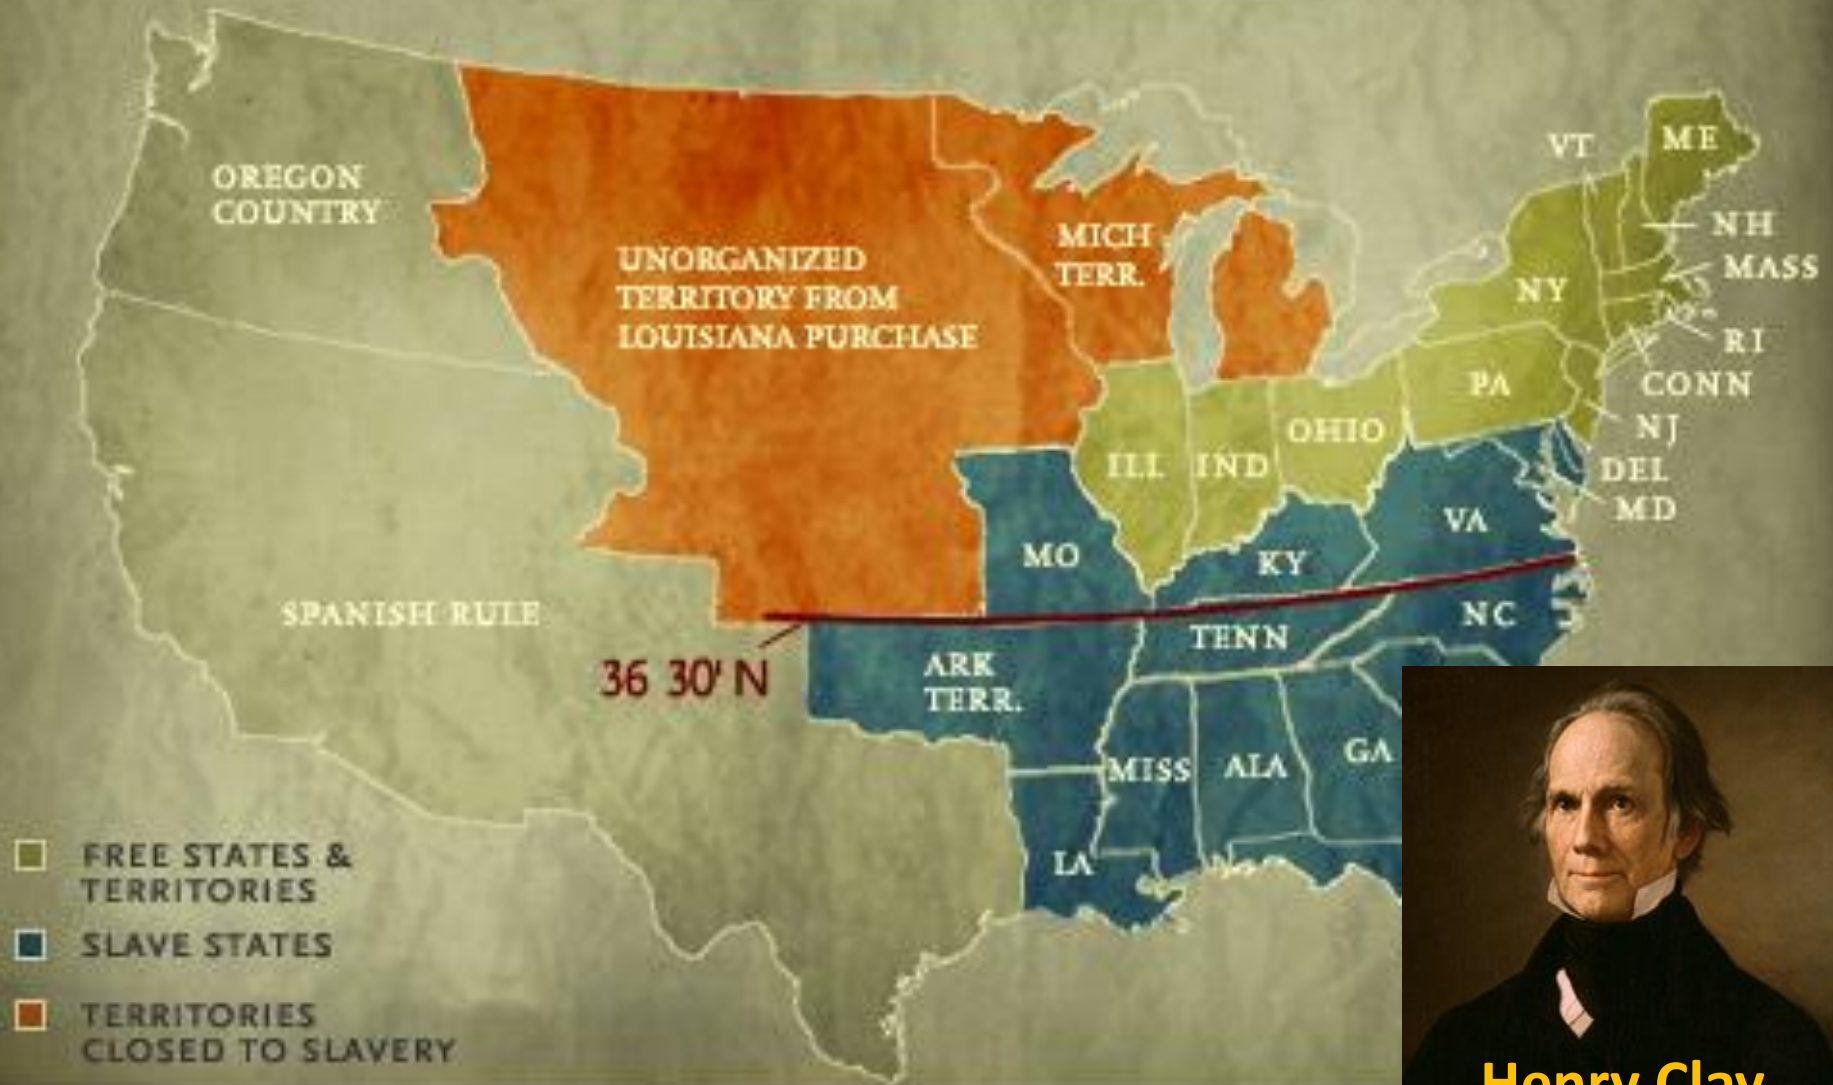 OREGON
COUNTRY
UNORGANIZED
TERRITORY FROM
LOUISIANA PURCHASE
MICH
TERR.
VT
ME
NH
MASS
NY
RI
CONN
PA
NJ
OHIO
ILL
IND
DEL
MD
VA
MO
KY
SPANISH RULE
NC
TENN
36 30' N
ARK
TERR.
MISS
ALA
GA
LA
FREE STATES &
TERRITORIES
SLAVE STATES
TERRITORIES
CLOSED TO SLAVERY
Henry Clay